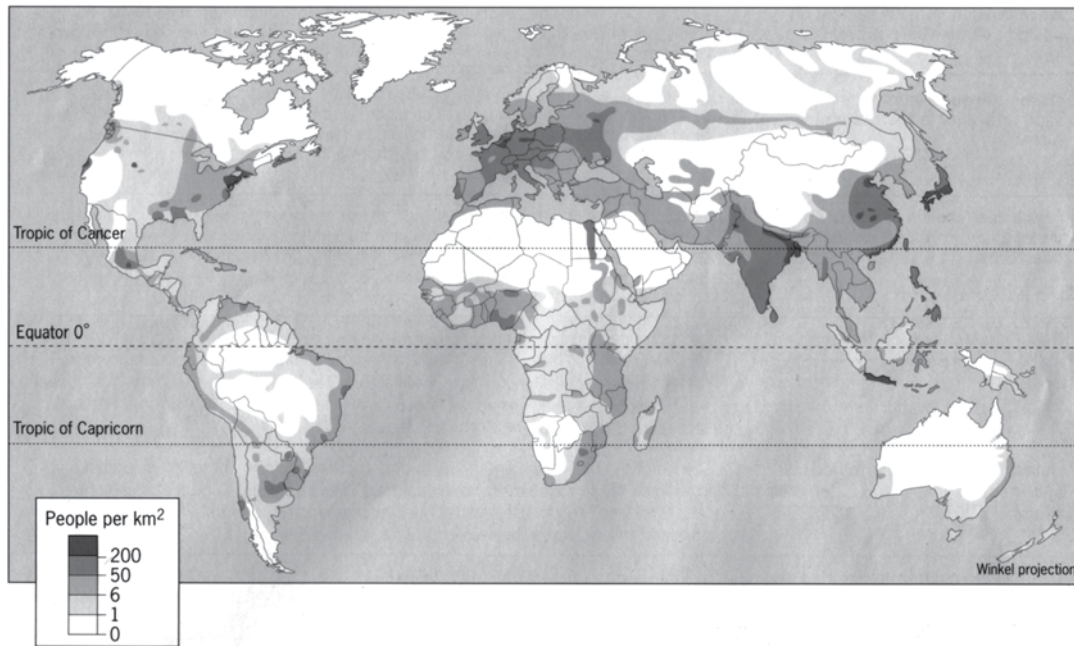 Tropic of Cancer
Equator 0°
Tropic of Capricorn
People per km²
200
50
6
1
0
Winkel projection